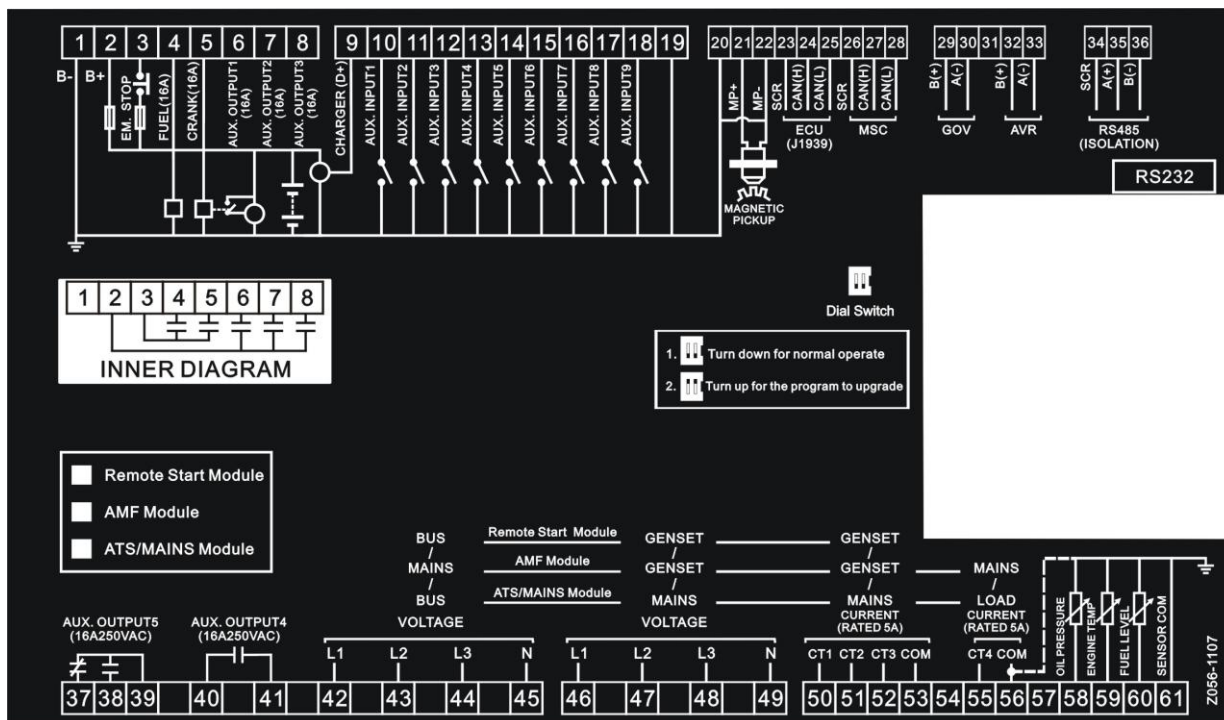 1 2 3 4 5 6 7 8 9 10 11 12 13 14 15 16 17 18 19 20 21 22 23 24 25 26 27 28 29 30 31 32 33 34 35 36
B-
B+
EM. STOP
FUEL(16A)
CRANK(16A)
AUX. OUTPUT1
(16A)
AUX. OUTPUT2
(16A)
AUX. OUTPUT3
(16A)
CHARGER (D+)
AUX. INPUT1
AUX. INPUT2
AUX. INPUT3
AUX. INPUT4
AUX. INPUT5
AUX. INPUT6
AUX. INPUT7
AUX. INPUT8
AUX. INPUT9
MP+
MP-
SCR
CAN(H)
CAN(L)
SCR
CAN(H)
CAN(L)
B(+)
A(-)
B(+)
A(-)
SCR
A(+)
B(-)
ECU
(J1939)
MSC
GOV
AVR
RS485
(ISOLATION)
RS232
MAGNETIC
PICKUP
1 2 3 4 5 6 7 8
INNER DIAGRAM
Dial Switch
1. Turn down for normal operate
2. Turn up for the program to upgrade
Remote Start Module
AMF Module
ATS/MAINS Module
BUS Remote Start Module GENSET GENSET
/ / /
MAINS AMF Module GENSET GENSET MAINS
/ / / /
BUS ATS/MAINS Module MAINS MAINS LOAD
VOLTAGE VOLTAGE
CURRENT
(RATED 5A)
CURRENT
(RATED 5A)
AUX. OUTPUT5
(16A250VAC)
AUX. OUTPUT4
(16A250VAC)
L1 L2 L3 N L1 L2 L3 N CT1 CT2 CT3 COM CT4 COM
OIL PRESSURE
ENGINE TEMP
FUEL LEVEL
SENSOR COM
37 38 39 40 41 42 43 44 45 46 47 48 49 50 51 52 53 54 55 56 57 58 59 60 61
Z056-1107